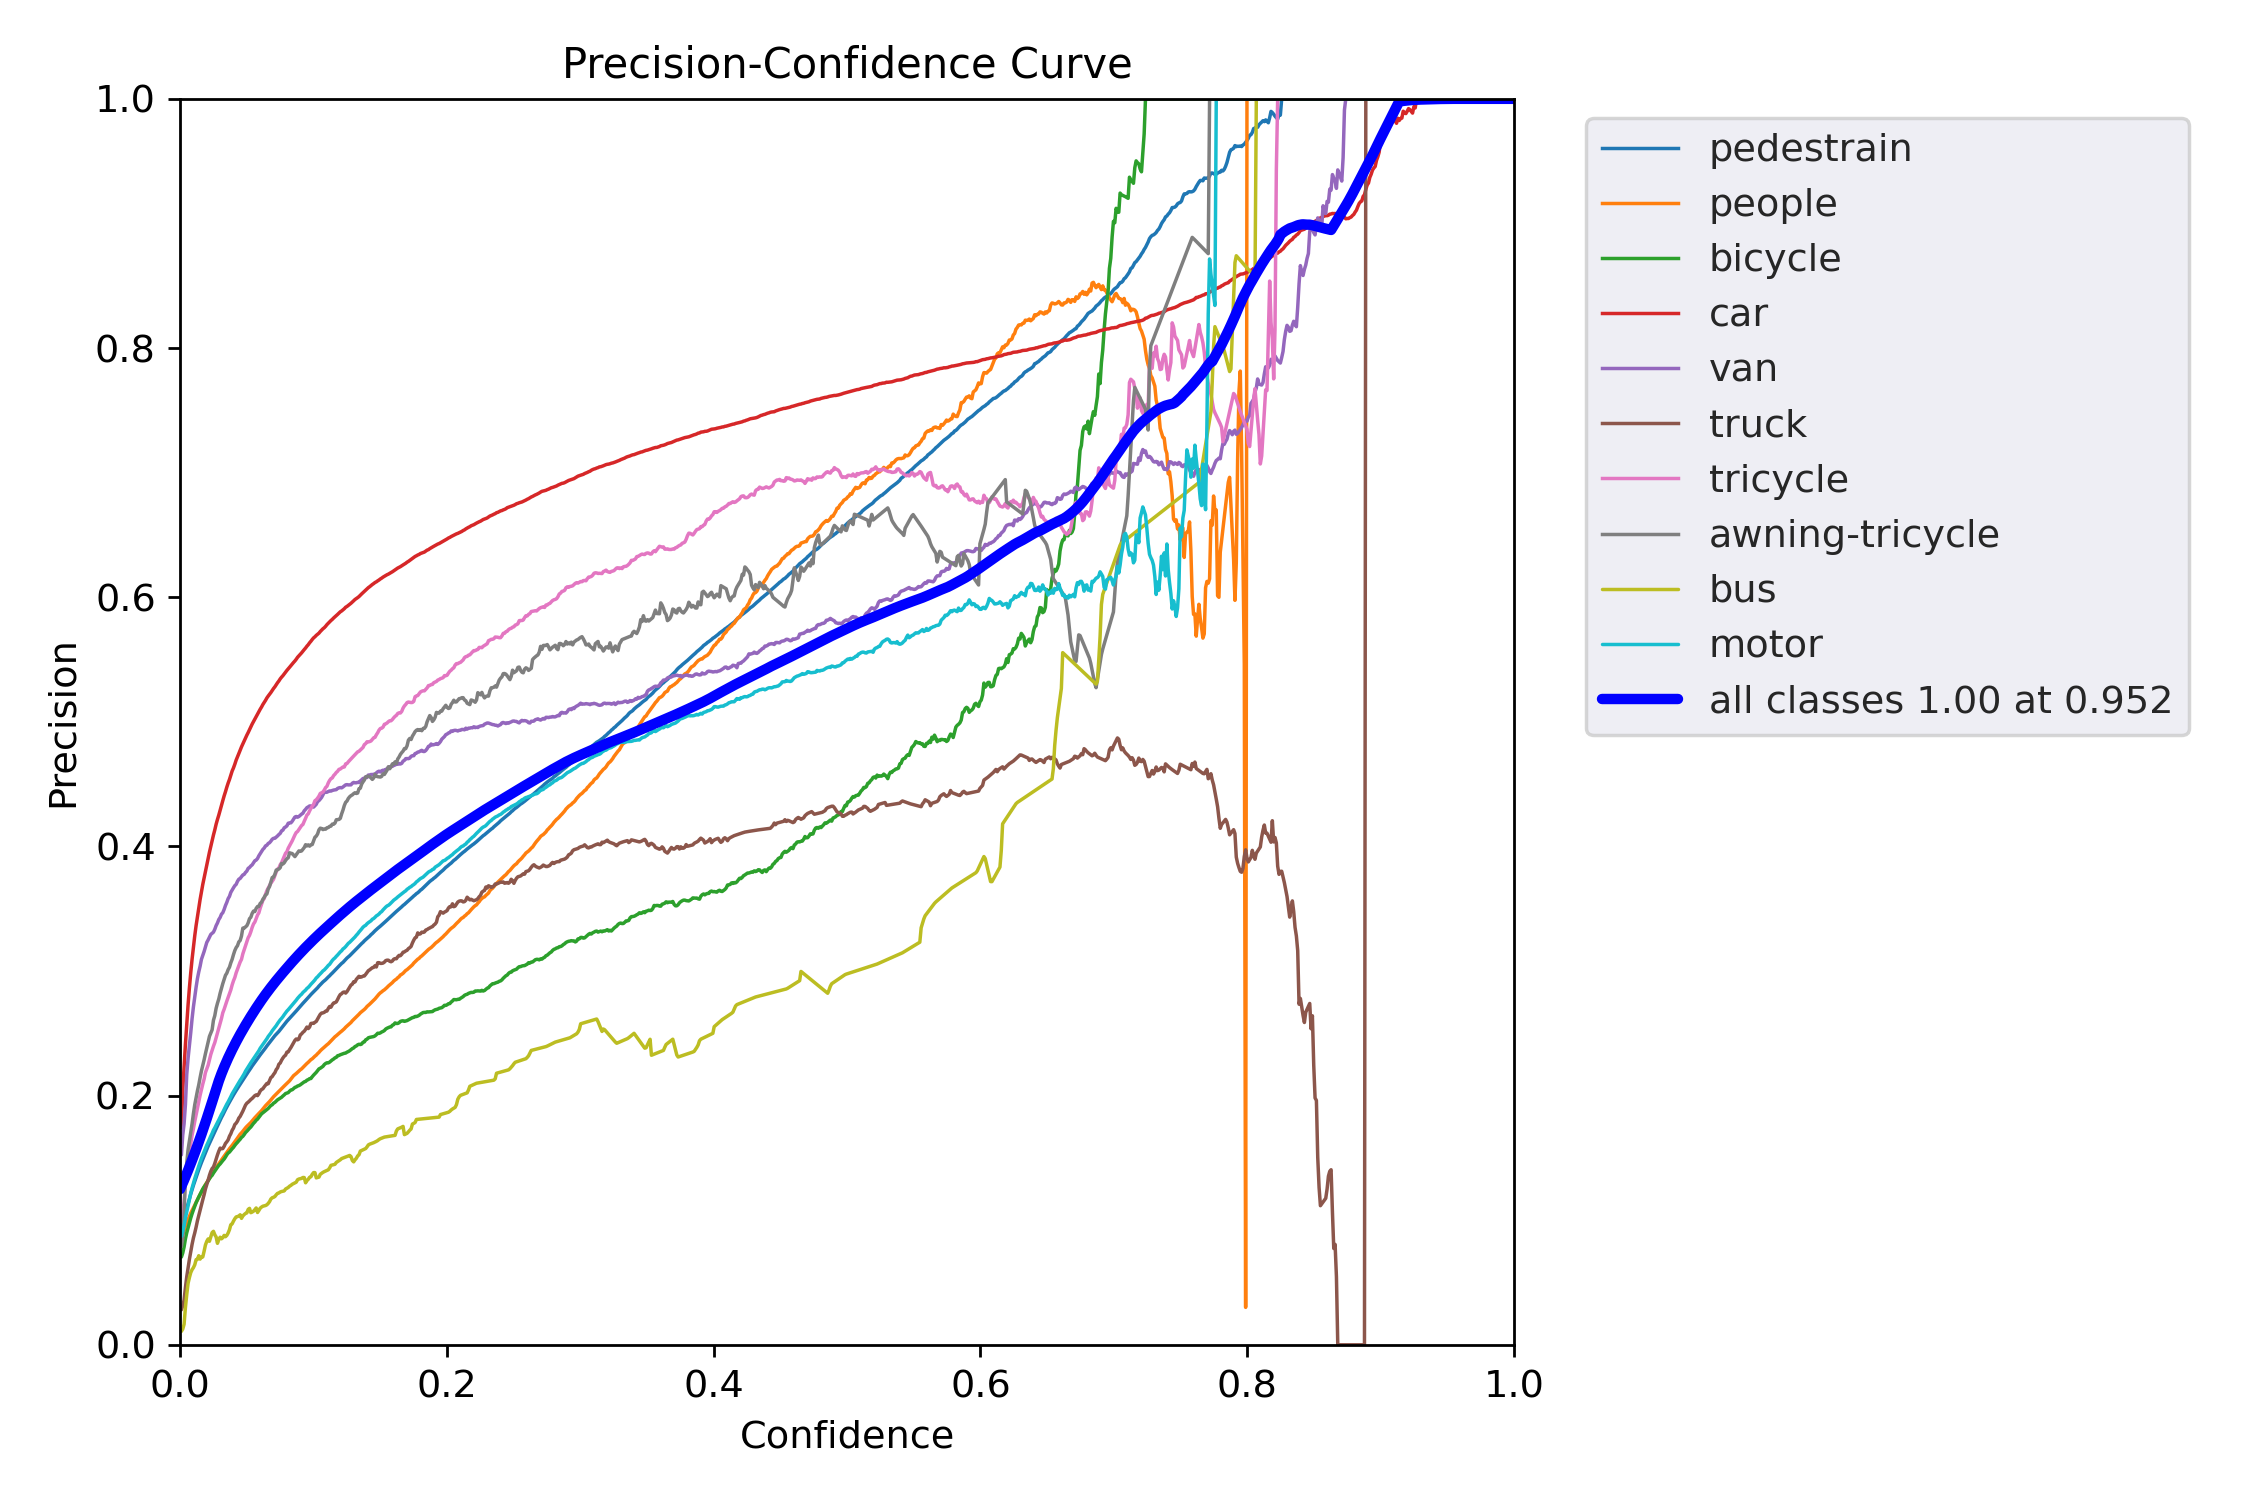 Precision-Confidence Curve
1.0
0.8
0.6
0.4
0.2
0.0
Precision
0.0 0.2 0.4 0.6 0.8 1.0
Confidence
pedestrain
people
bicycle
car
van
truck
tricycle
awning-tricycle
bus
motor
all classes 1.00 at 0.952